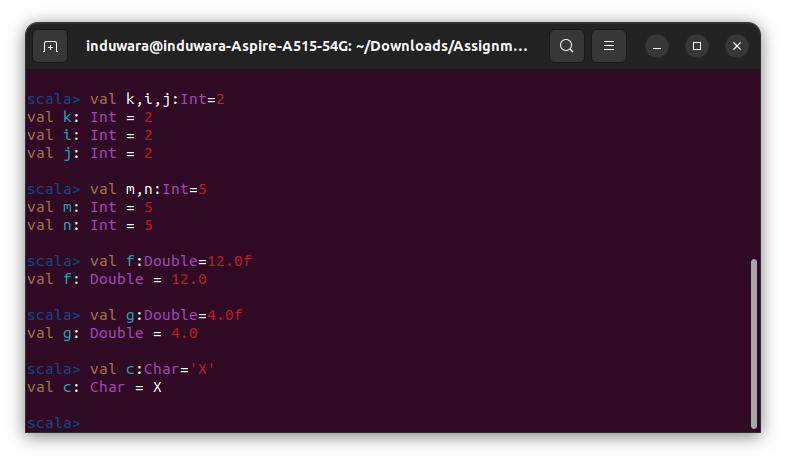 induwara@induwara-Aspire-A515-54G: ~/Downloads/Assignm...
scala> val k,i,j:Int=2
val k: Int = 2
val i: Int = 2
val j: Int = 2
scala> val m,n:Int=5
val m: Int = 5
val n: Int = 5
scala> val f:Double=12.0f
val f: Double = 12.0
scala> val g:Double=4.0f
val g: Double = 4.0
scala> val c:Char='X'
val c: Char = X
scala>